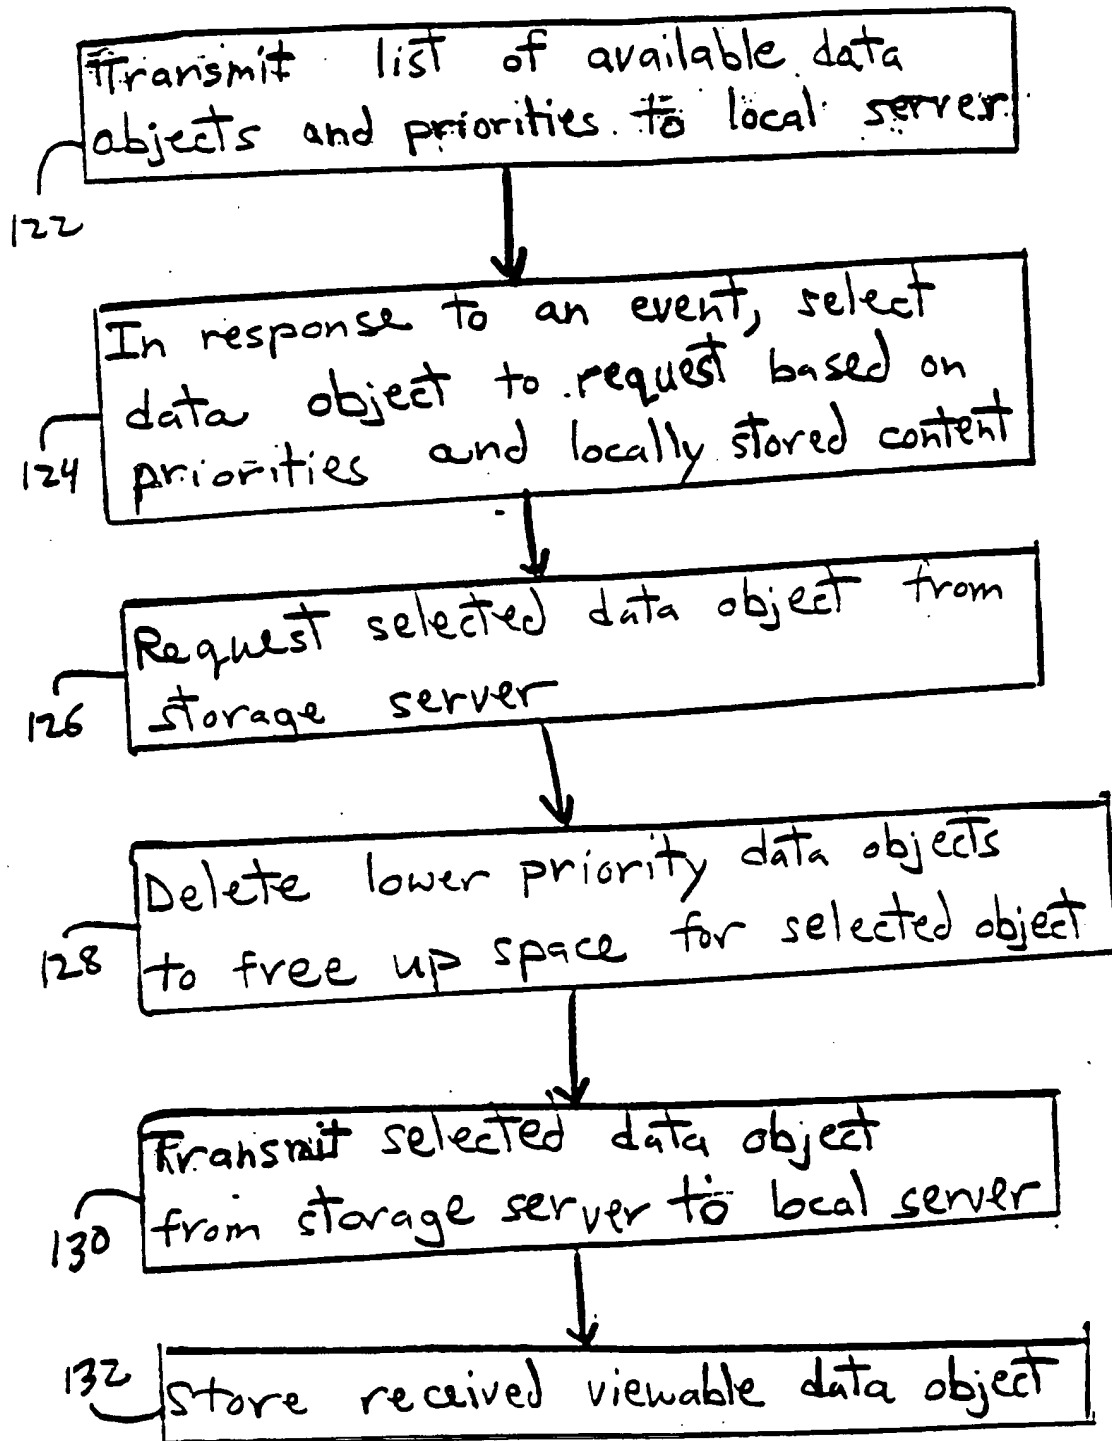 Transmit list of available data
objects and priorities to local server
122
In response to an event, select
data object to request based on
priorities and locally stored content
124
Request selected data object from
storage server
126
Delete lower priority data objects
to free up space for selected object
128
Transmit selected data object
from storage server to local server
130
132
Store received viewable data object